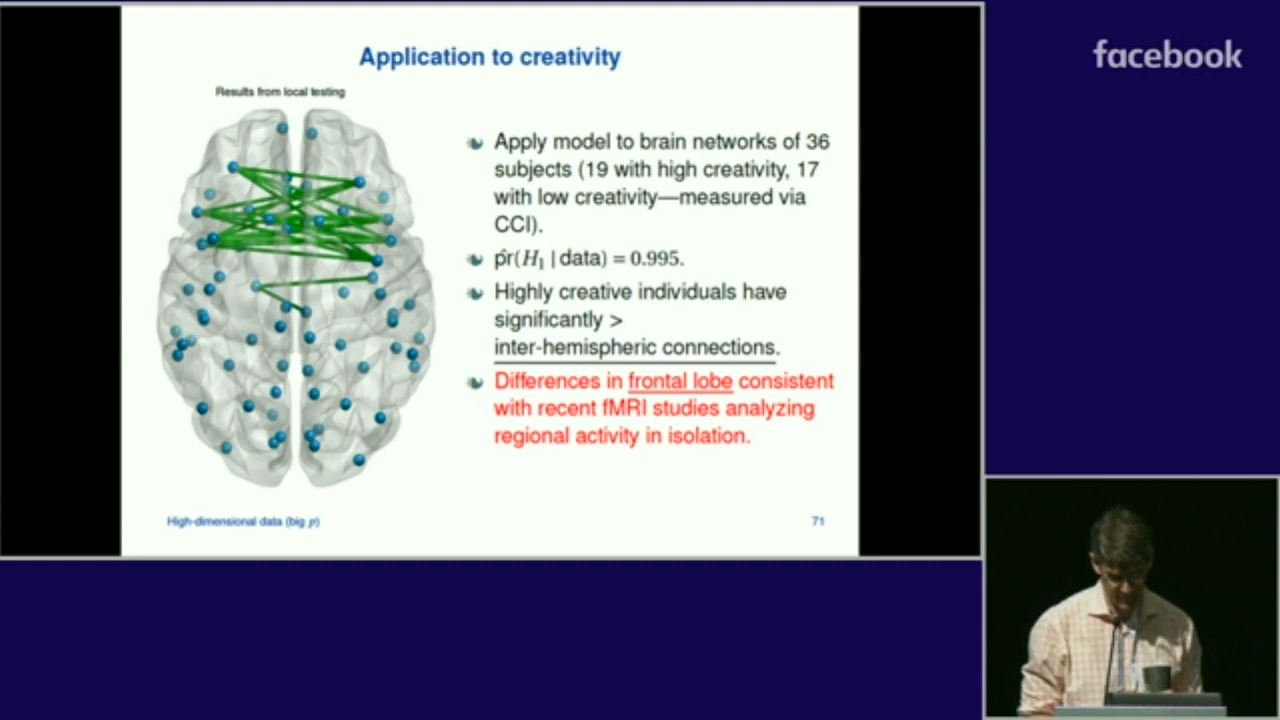 facebook
Application to creativity
Results from local testing
Apply model to brain networks of 36
subjects (19 with high creativity, 17
with low creativity—measured via
CCI).
p̂r(H₁ | data) = 0.995.
Highly creative individuals have
significantly >
inter-hemispheric connections.
Differences in frontal lobe consistent
with recent fMRI studies analyzing
regional activity in isolation.
High-dimensional data (big p)
71